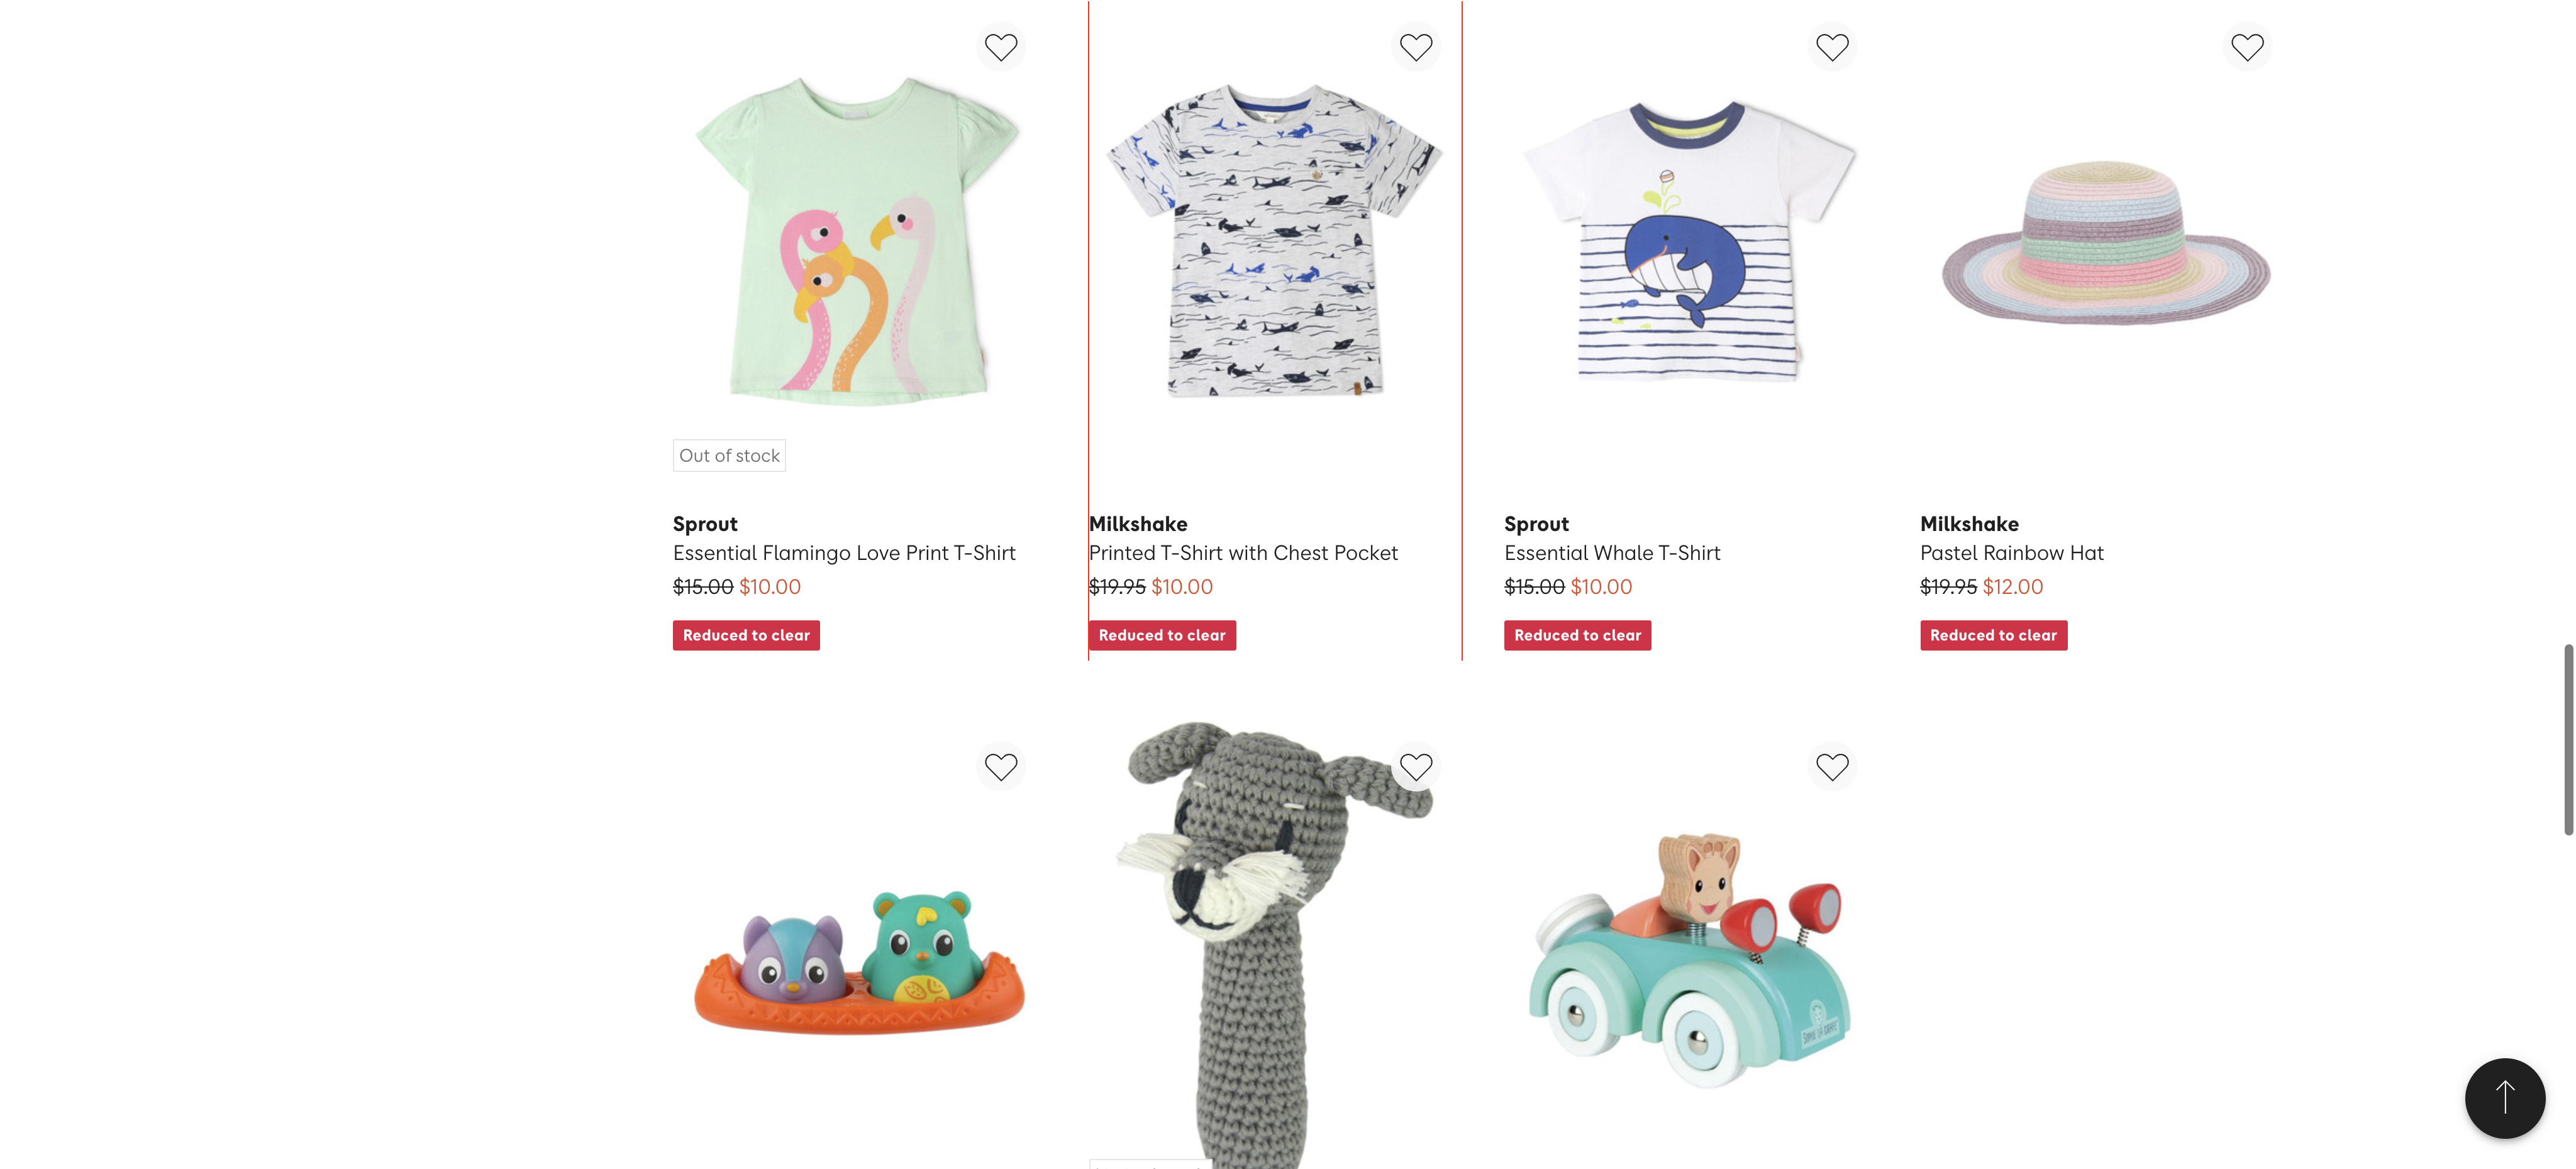 Out of stock
Sprout
Essential Flamingo Love Print T-Shirt
$15.00 $10.00
Reduced to clear
Milkshake
Printed T-Shirt with Chest Pocket
$19.95 $10.00
Reduced to clear
Sprout
Essential Whale T-Shirt
$15.00 $10.00
Reduced to clear
Milkshake
Pastel Rainbow Hat
$19.95 $12.00
Reduced to clear